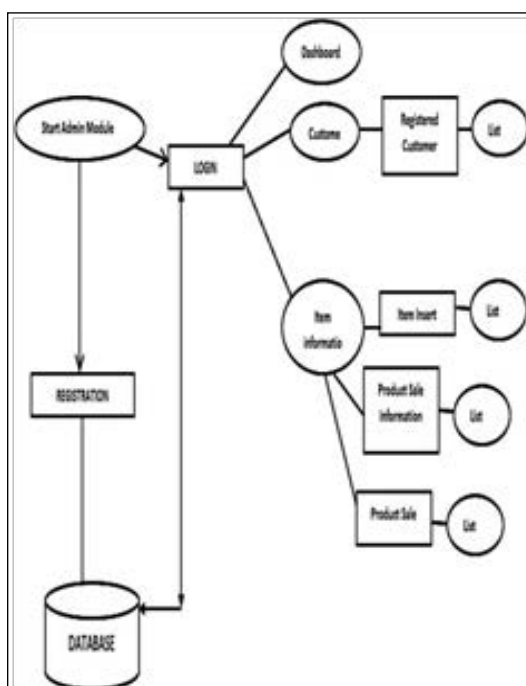 Dashboard
Start Admin Module
Custome
Registered
Customer
List
LOGIN
Item
informatio
Item Insert
List
REGISTRATION
Product Sale
Information
List
Product Sale
List
DATABASE